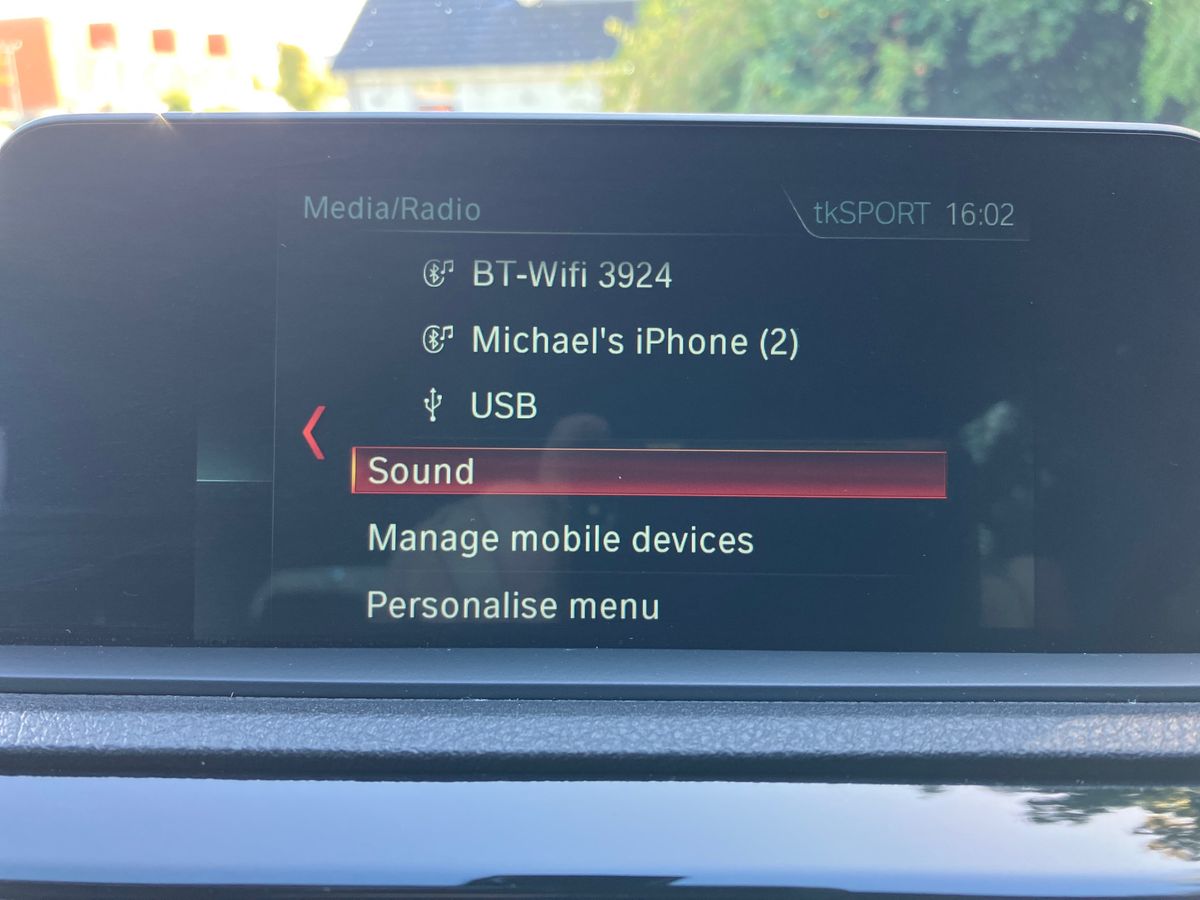 Media/Radio
tkSPORT 16:02
BT-Wifi 3924
Michael's iPhone (2)
USB
Sound
Manage mobile devices
Personalise menu